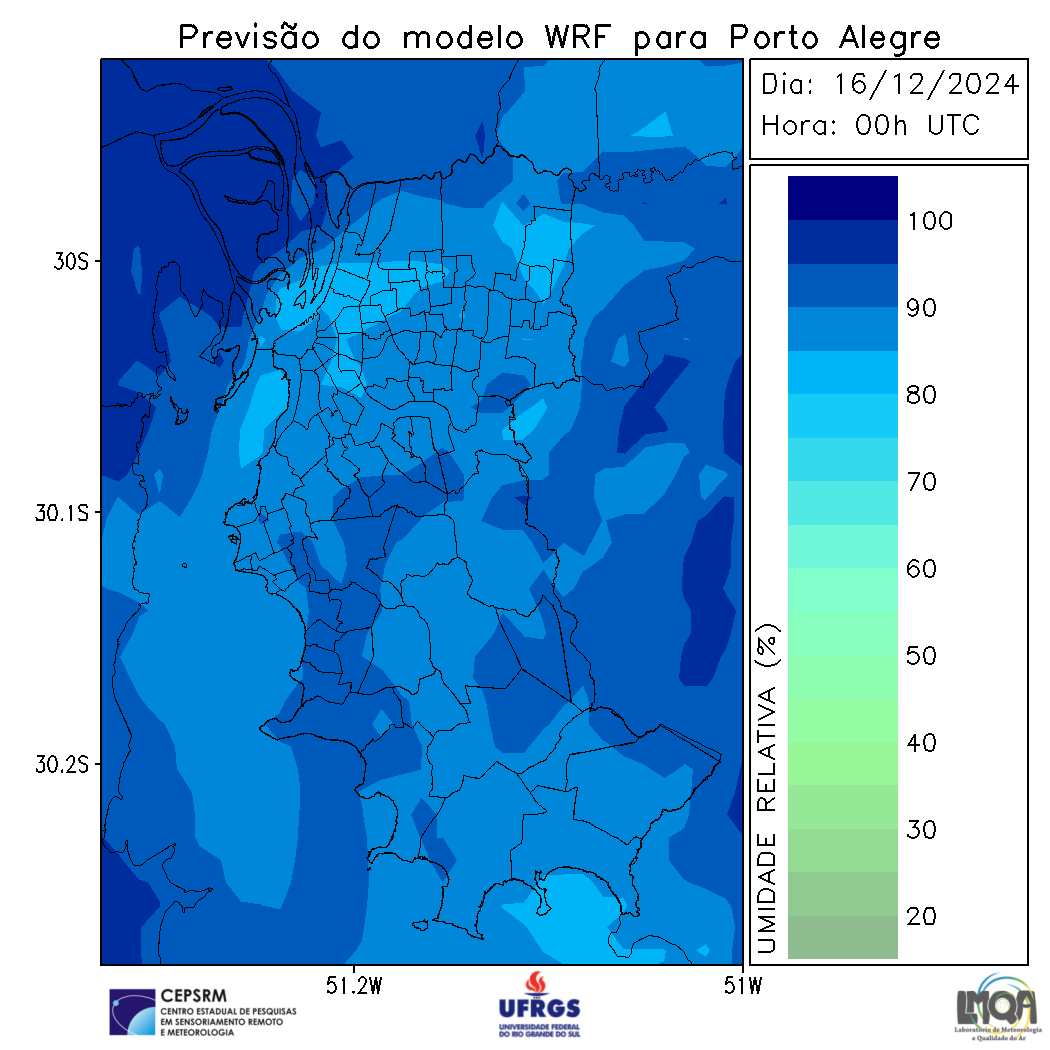 Previsão do modelo WRF para Porto Alegre
Dia: 16/12/2024
Hora: 00h UTC
30S
30.1S
30.2S
51.2W
51W
UMIDADE RELATIVA (%)
100
90
80
70
60
50
40
30
20
CEPSRM
CENTRO ESTADUAL DE PESQUISAS
EM SENSORIAMENTO REMOTO
E METEOROLOGIA
UFRGS
UNIVERSIDADE FEDERAL
DO RIO GRANDE DO SUL
LMQA
Laboratório de Meteorologia
e Qualidade do Ar